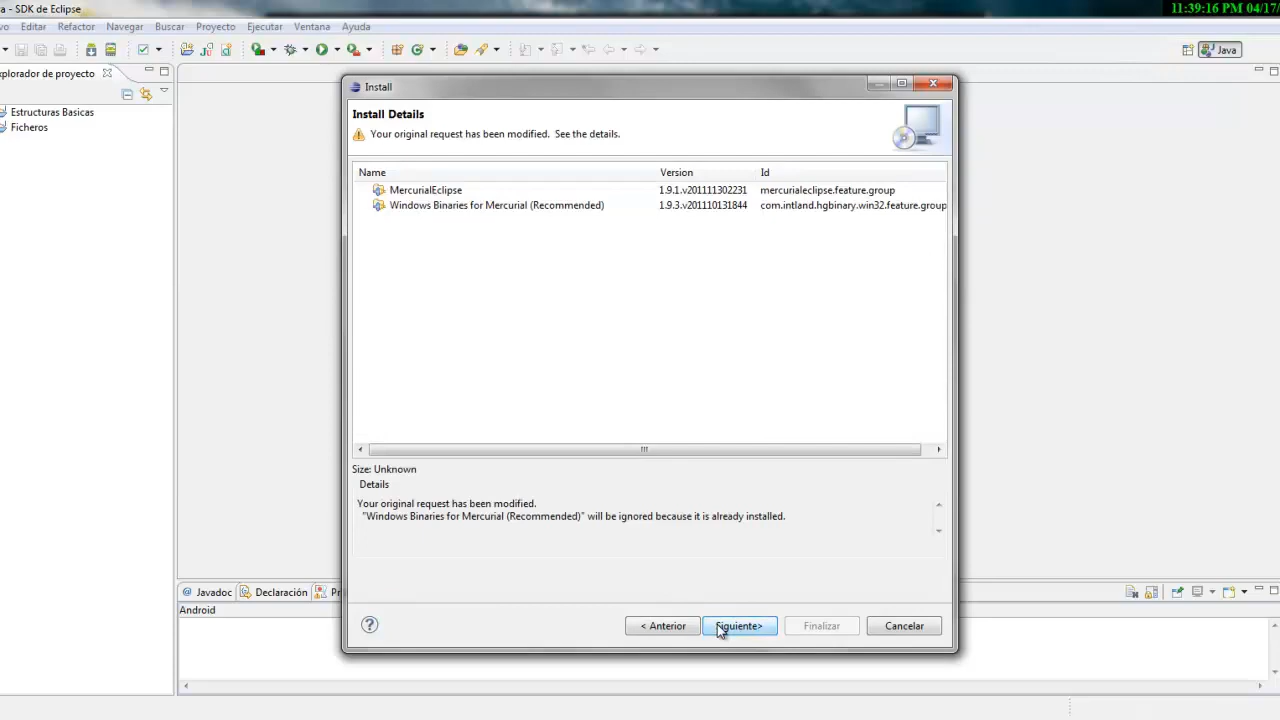 a - SDK de Eclipse
11:39:16 PM 04/17/
vo Editar Refactor Navegar Buscar Proyecto Ejecutar Ventana Ayuda
Java
xplorador de proyecto
Estructuras Basicas
Ficheros
Install
Install Details
Your original request has been modified. See the details.
Name Version Id
MercurialEclipse 1.9.1.v201111302231 mercurialeclipse.feature.group
Windows Binaries for Mercurial (Recommended) 1.9.3.v201110131844 com.intland.hgbinary.win32.feature.group
Size: Unknown
Details
Your original request has been modified.
"Windows Binaries for Mercurial (Recommended)" will be ignored because it is already installed.
< Anterior Siguiente> Finalizar Cancelar
@ Javadoc Declaración Pr
Android